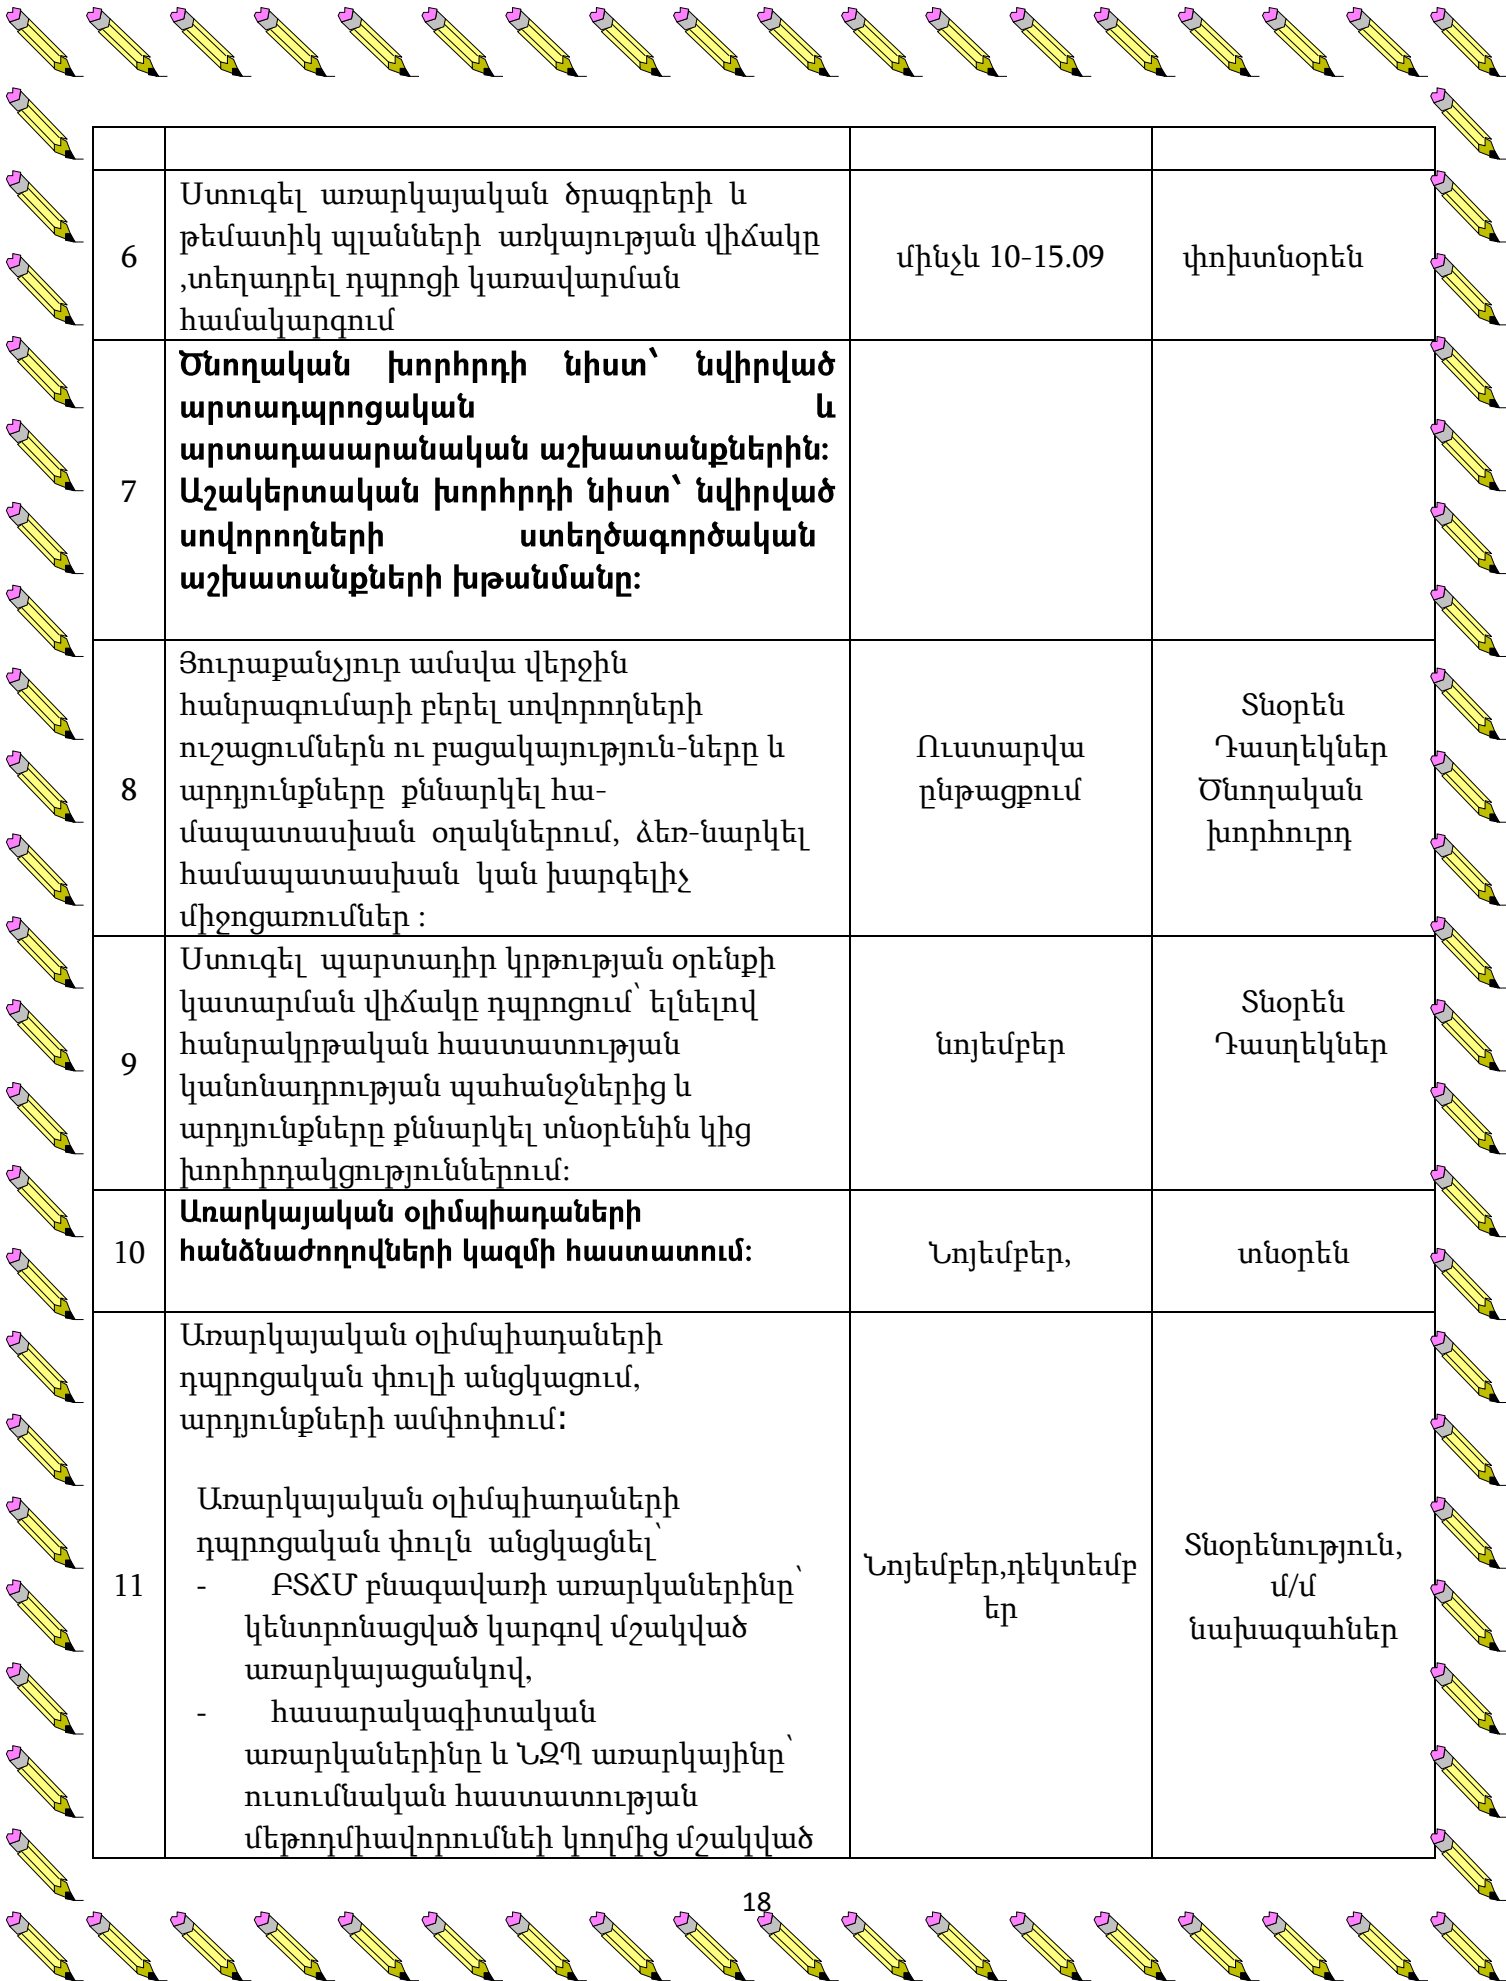 6
Ստուգել առարկայական ծրագրերի և
թեմատիկ պլանների առկայության վիճակը
,տեղադրել դպրոցի կառավարման
համակարգում
մինչև 10-15.09
փոխտնօրեն
7
Ծնողական խորհրդի նիստ՝ նվիրված
արտադպրոցական և
արտադասարանական աշխատանքներին:
Աշակերտական խորհրդի նիստ՝ նվիրված
սովորողների ստեղծագործական
աշխատանքների խթանմանը:
8
Յուրաքանչյուր ամսվա վերջին
հանրագումարի բերել սովորողների
ուշացումներն ու բացակայություն-ները և
արդյունքները քննարկել հա-
մապատասխան օղակներում, ձեռ-նարկել
համապատասխան կան խարգելիչ
միջոցառումներ :
Ուստարվա
ընթացքում
Տնօրեն
Դասղեկներ
Ծնողական
խորհուրդ
9
Ստուգել պարտադիր կրթության օրենքի
կատարման վիճակը դպրոցում՝ ելնելով
հանրակրթական հաստատության
կանոնադրության պահանջներից և
արդյունքները քննարկել տնօրենին կից
խորհրդակցություններում:
նոյեմբեր
Տնօրեն
Դասղեկներ
10
Առարկայական օլիմպիադաների
հանձնաժողովների կազմի հաստատում:
Նոյեմբեր,
տնօրեն
11
Առարկայական օլիմպիադաների
դպրոցական փուլի անցկացում,
արդյունքների ամփոփում:
Առարկայական օլիմպիադաների
դպրոցական փուլն անցկացնել՝
- ԲՏՃՄ բնագավառի առարկաներինը՝
կենտրոնացված կարգով մշակված
առարկայացանկով,
- հասարակագիտական
առարկաներինը և ՆԶՊ առարկայինը՝
ուսումնական հաստատության
մեթոդմիավորումնեի կողմից մշակված
Նոյեմբեր,դեկտեմբ
եր
Տնօրենություն,
մ/մ
նախագահներ
18